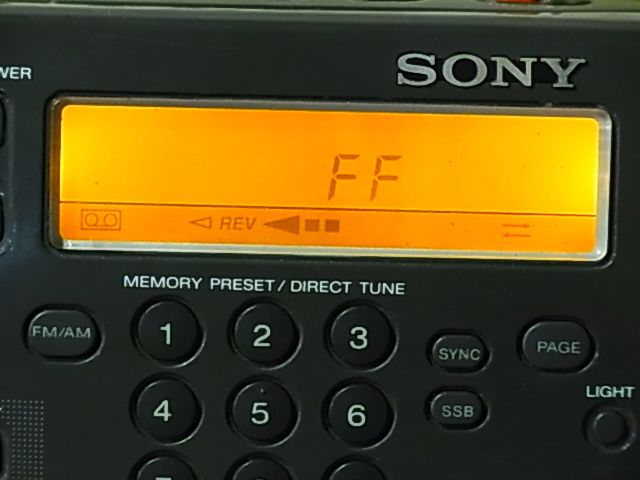 SONY
FF
REV
MEMORY PRESET / DIRECT TUNE
FM/AM 1 2 3 SYNC PAGE
LIGHT
4 5 6 SSB